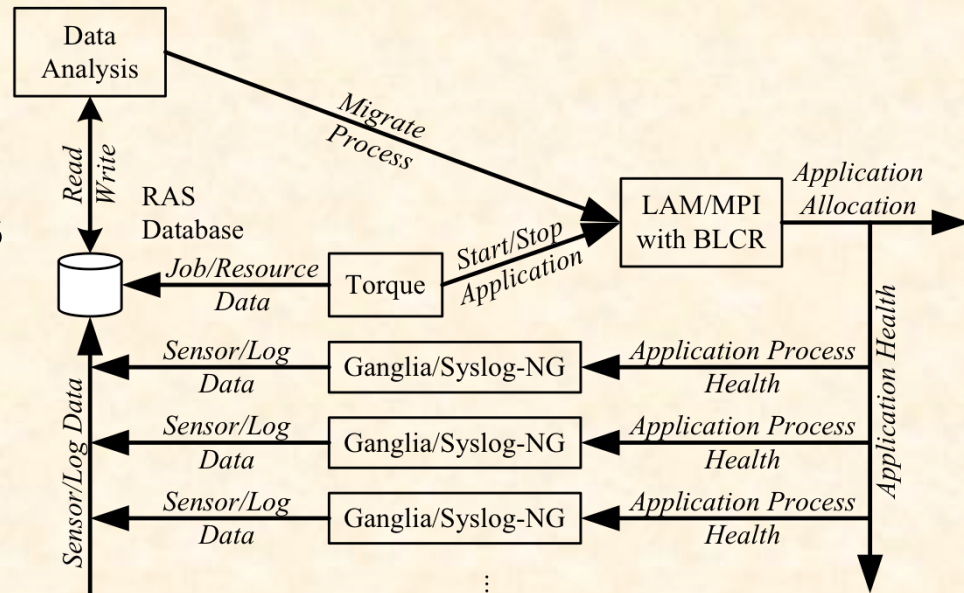 Data
Analysis
Migrate
Process
Read
Write
RAS
Database
LAM/MPI
with BLCR
Application
Allocation
Start/Stop
Application
Job/Resource
Data
Torque
Sensor/Log
Data
Ganglia/Syslog-NG
Application Process
Health
Sensor/Log
Data
Ganglia/Syslog-NG
Application Process
Health
Sensor/Log
Data
Ganglia/Syslog-NG
Application Process
Health
Sensor/Log Data
Application Health
...